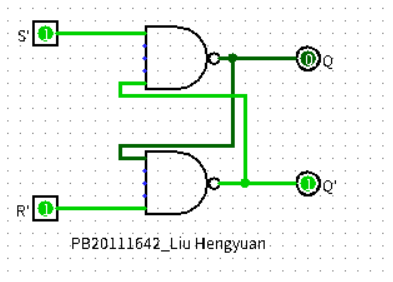 S' 1
0 Q
1 Q'
R' 1
PB20111642_Liu Hengyuan